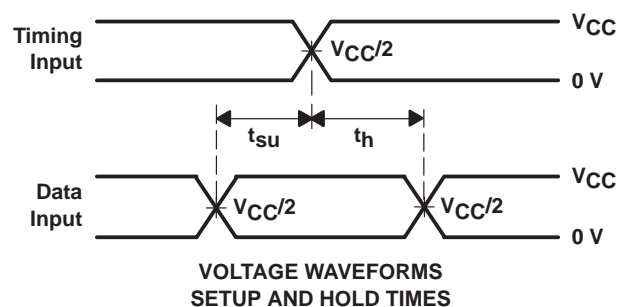 Timing
Input
VCC
VCC/2
0 V
tsu
th
Data
Input
VCC
VCC/2
VCC/2
0 V
VOLTAGE WAVEFORMS
SETUP AND HOLD TIMES